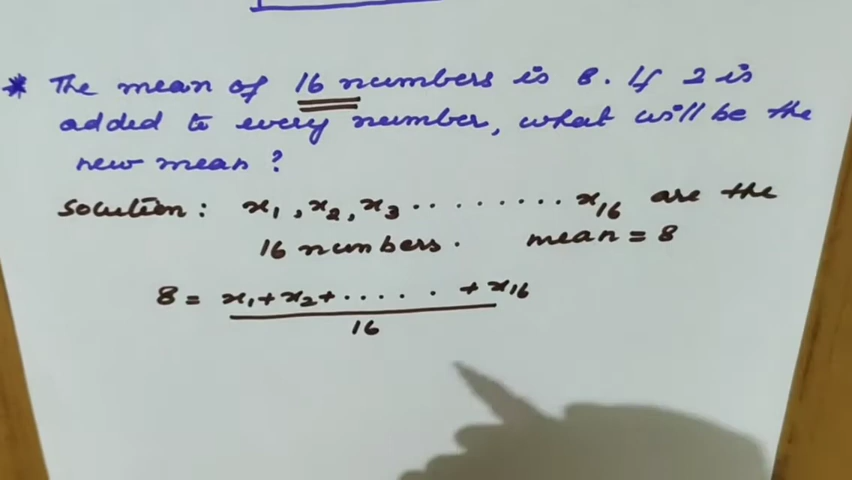 * The mean of 16 numbers is 8. If 2 is
added to every number, what will be the
new mean?
Solution: x₁, x₂, x₃ ......... x₁₆ are the
16 numbers. mean = 8
8 = x₁ + x₂ + ..... . + x₁₆
16